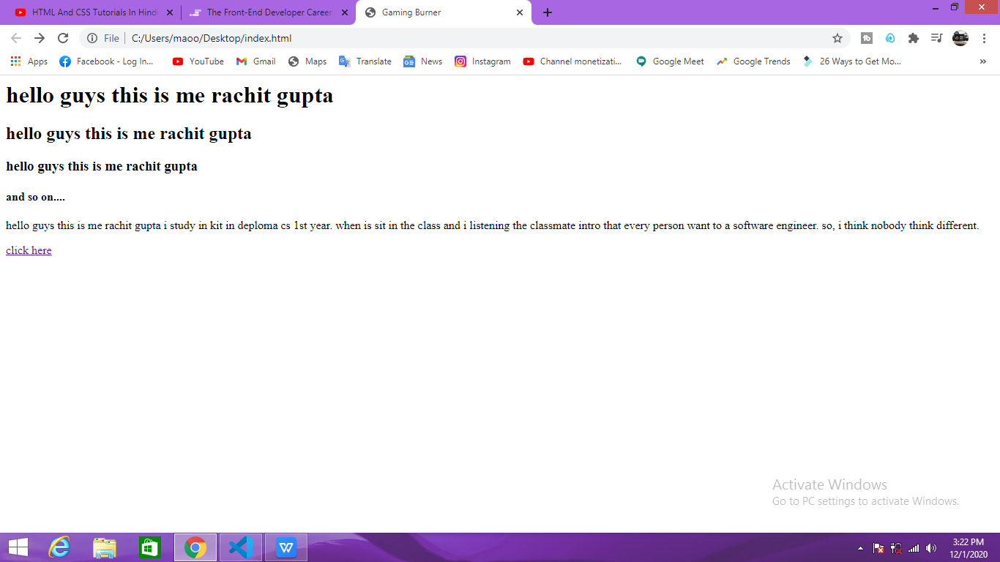 HTML And CSS Tutorials In Hindi
The Front-End Developer Career
Gaming Burner
File
C:/Users/maoo/Desktop/index.html
Apps
Facebook - Log In...
YouTube
Gmail
Maps
Translate
News
Instagram
Channel monetizati...
Google Meet
Google Trends
26 Ways to Get Mo...
hello guys this is me rachit gupta
hello guys this is me rachit gupta
hello guys this is me rachit gupta
and so on....
hello guys this is me rachit gupta i study in kit in deploma cs 1st year. when is sit in the class and i listening the classmate intro that every person want to a software engineer. so, i think nobody think different.
click here
Activate Windows
Go to PC settings to activate Windows.
3:22 PM
12/1/2020